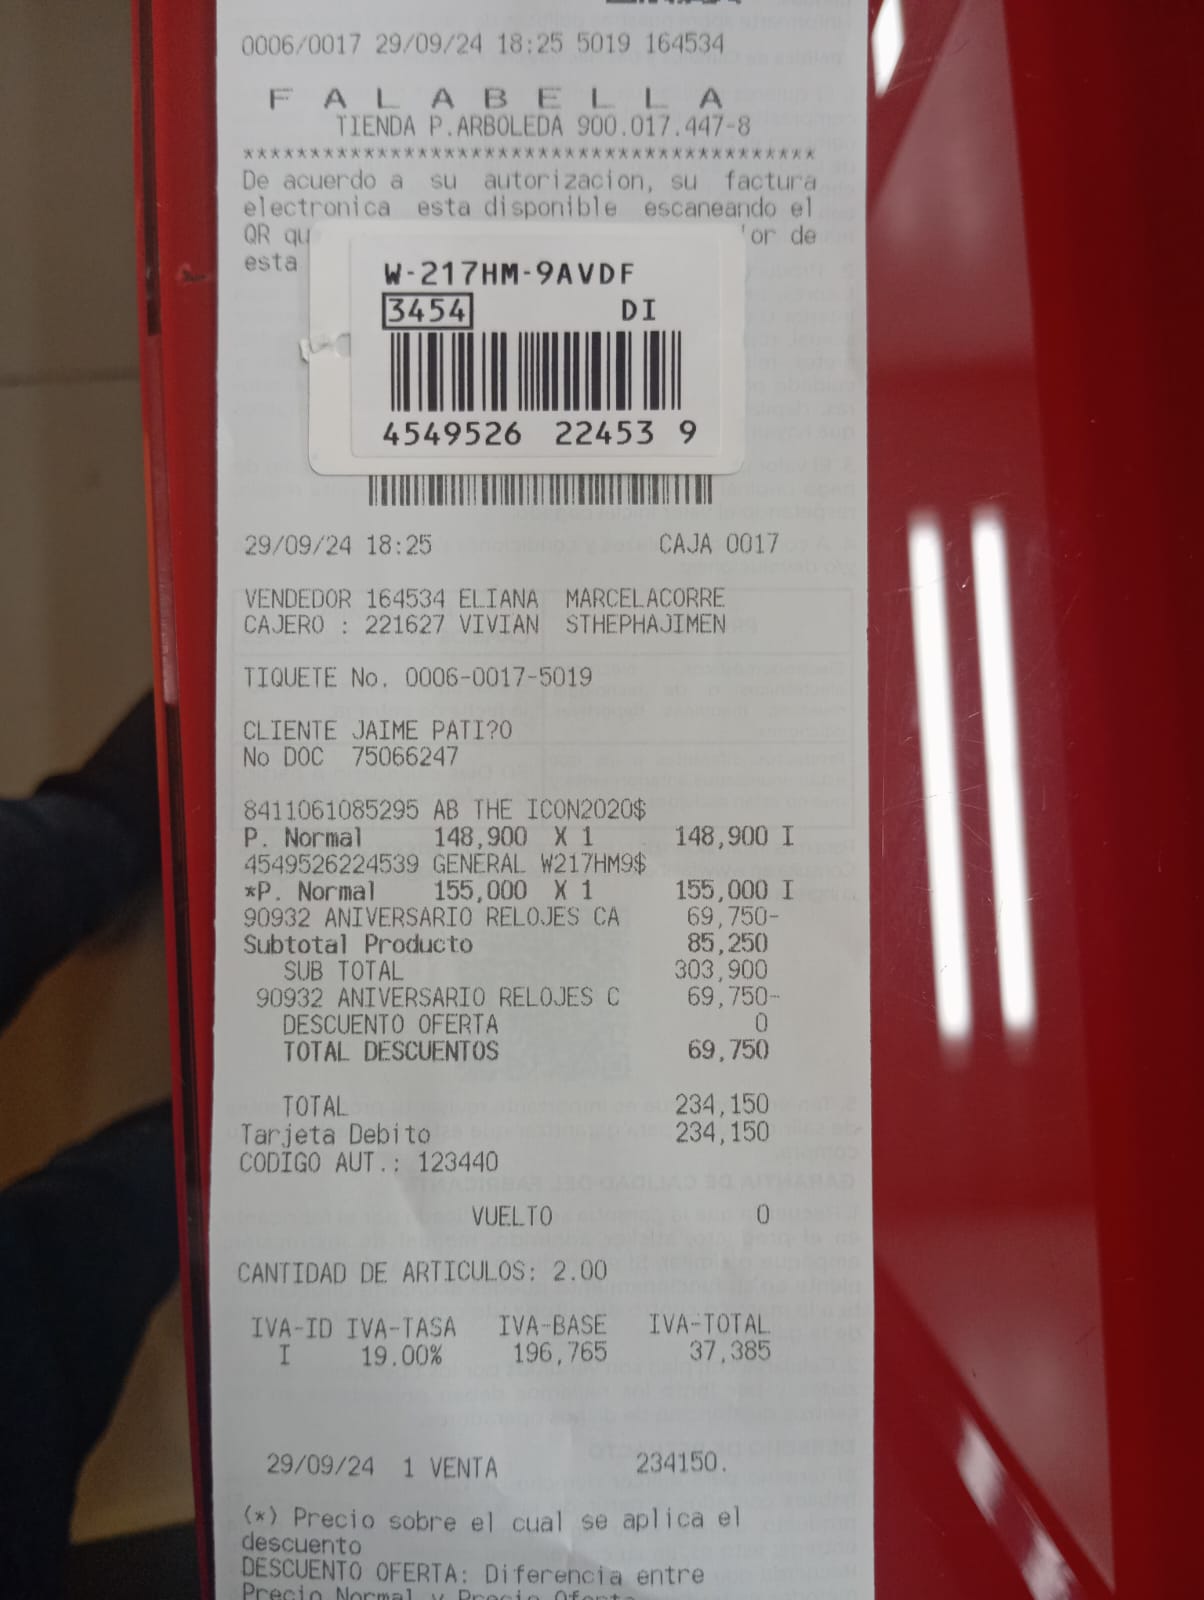 0006/0017 29/09/24 18:25 5019 164534
F A L A B E L L A
TIENDA P.ARBOLEDA 900.017.447-8
*******************************************
De acuerdo a su autorizacion, su factura
electronica esta disponible escaneando el
QR or de
esta
W-217HM-9AVDF
3454 DI
4549526 22453 9
29/09/24 18:25 CAJA 0017
VENDEDOR 164534 ELIANA MARCELACORRE
CAJERO : 221627 VIVIAN STHEPHAJIMEN
TIQUETE No. 0006-0017-5019
CLIENTE JAIME PATI?O
No DOC 75066247
8411061085295 AB THE ICON2020$
P. Normal 148,900 X 1 148,900 I
4549526224539 GENERAL W217HM9$
*P. Normal 155,000 X 1 155,000 I
90932 ANIVERSARIO RELOJES CA 69,750-
Subtotal Producto 85,250
SUB TOTAL 303,900
90932 ANIVERSARIO RELOJES C 69,750-
DESCUENTO OFERTA 0
TOTAL DESCUENTOS 69,750
TOTAL 234,150
Tarjeta Debito 234,150
CODIGO AUT.: 123440
VUELTO 0
CANTIDAD DE ARTICULOS: 2.00
IVA-ID IVA-TASA IVA-BASE IVA-TOTAL
I 19.00% 196,765 37,385
29/09/24 1 VENTA 234150.
(*) Precio sobre el cual se aplica el
descuento
DESCUENTO OFERTA: Diferencia entre
Precio Normal y Precio Oferta